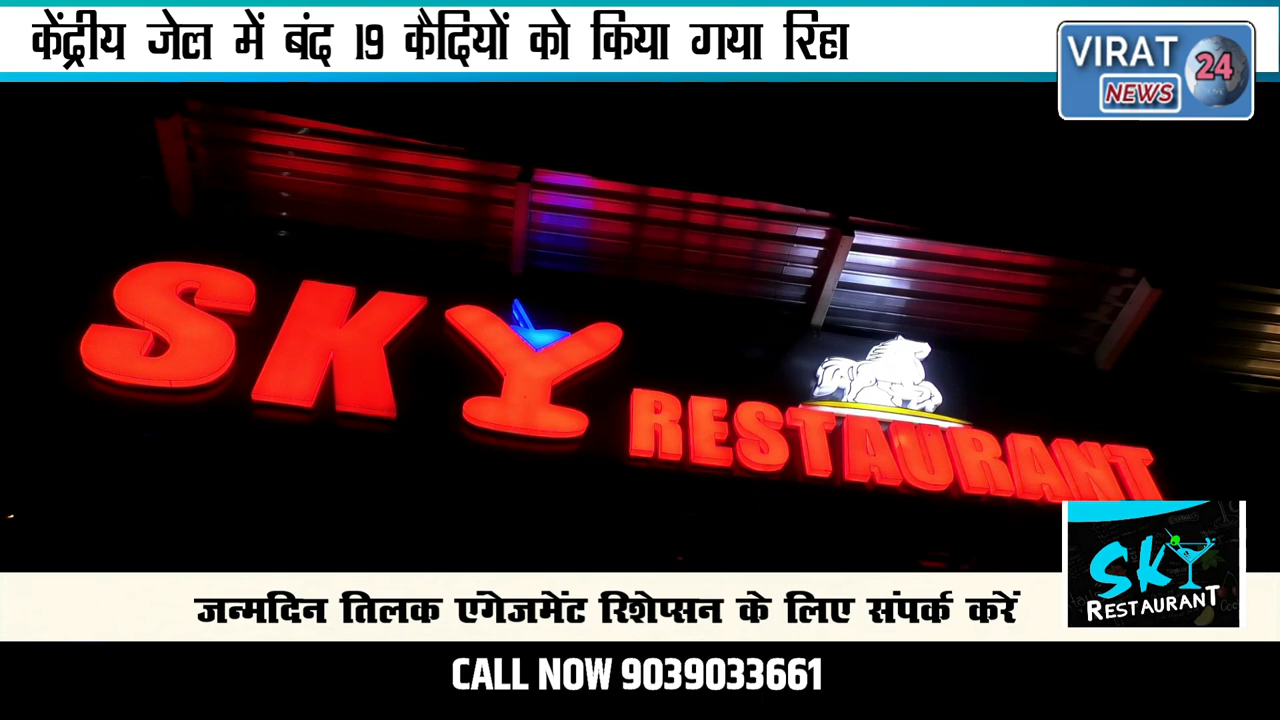 केंद्रीय जेल में बंद 19 कैदियों को किया गया रिहा
VIRAT
24
NEWS
SKY
RESTAURANT
SKY
RESTAURANT
जन्मदिन तिलक एंगेजमेंट रिशेप्सन के लिए संपर्क करें
CALL NOW 9039033661